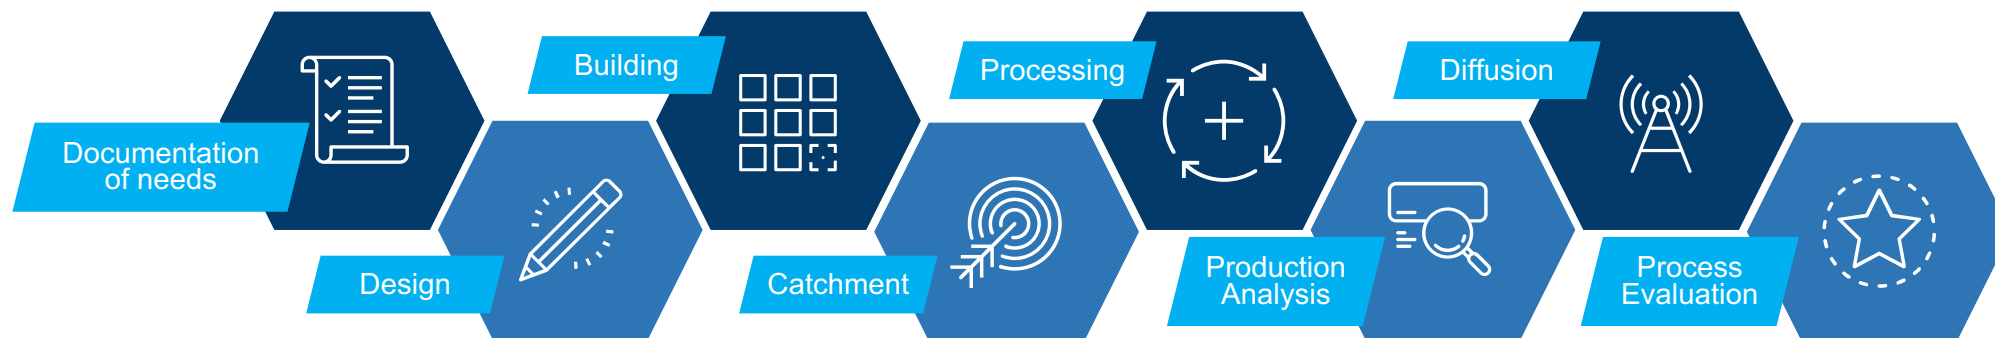 Documentation
of needs
Design
Building
Catchment
Processing
Production
Analysis
Diffusion
Process
Evaluation